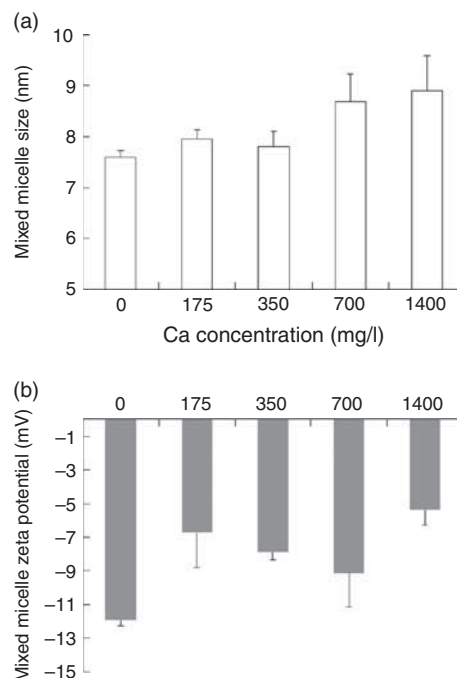 (a)
Mixed micelle size (nm)
10
9
8
7
6
5
0 175 350 700 1400
Ca concentration (mg/l)
(b)
0 175 350 700 1400
Mixed micelle zeta potential (mV)
–1
–3
–5
–7
–9
–11
–13
–15